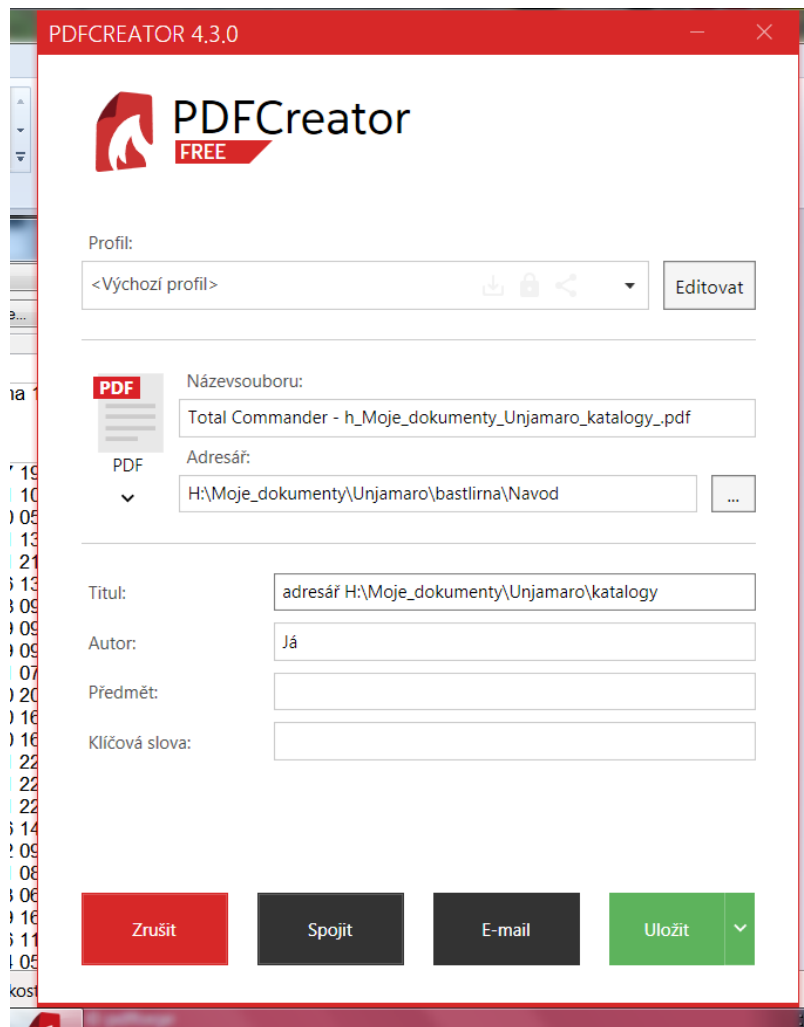 PDFCREATOR 4.3.0
PDFCreator
FREE
Profil:
<Výchozí profil>
Editovat
PDF
Názevsouboru:
Total Commander - h_Moje_dokumenty_Unjamaro_katalogy_.pdf
PDF
Adresář:
H:\Moje_dokumenty\Unjamaro\bastlirna\Navod
...
Titul:
adresář H:\Moje_dokumenty\Unjamaro\katalogy
Autor:
Já
Předmět:
Klíčová slova:
Zrušit
Spojit
E-mail
Uložit